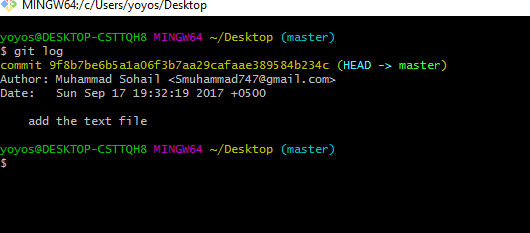 MINGW64:/c/Users/yoyos/Desktop
yoyos@DESKTOP-CSTTQH8 MINGW64 ~/Desktop (master)
$ git log
commit 9f8b7be6b5a1a06f3b7aa29cafaae389584b234c (HEAD -> master)
Author: Muhammad Sohail <Smuhammad747@gmail.com>
Date:   Sun Sep 17 19:32:19 2017 +0500
    add the text file
yoyos@DESKTOP-CSTTQH8 MINGW64 ~/Desktop (master)
$